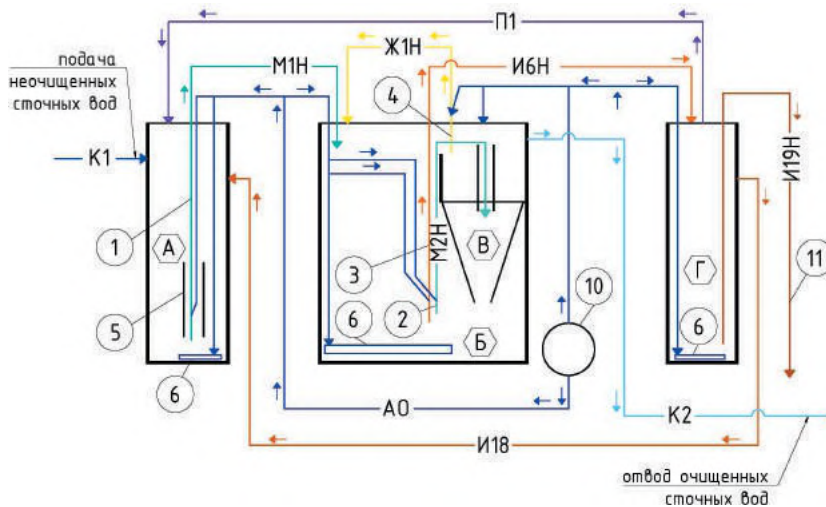 П1
Ж1Н
М1Н
И6Н
подача
неочищенных
сточных вод
4
К1
И19Н
1
А
3
М2Н
В
Г
11
5
2
10
6
Б
6
6
А0
К2
И18
отвод очищенных
сточных вод